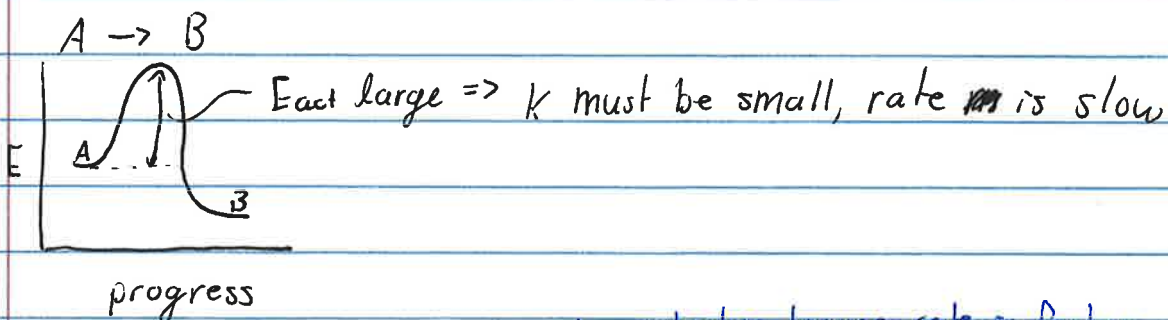 A → B
Eact large => k must be small, rate is slow
A
E
B
progress